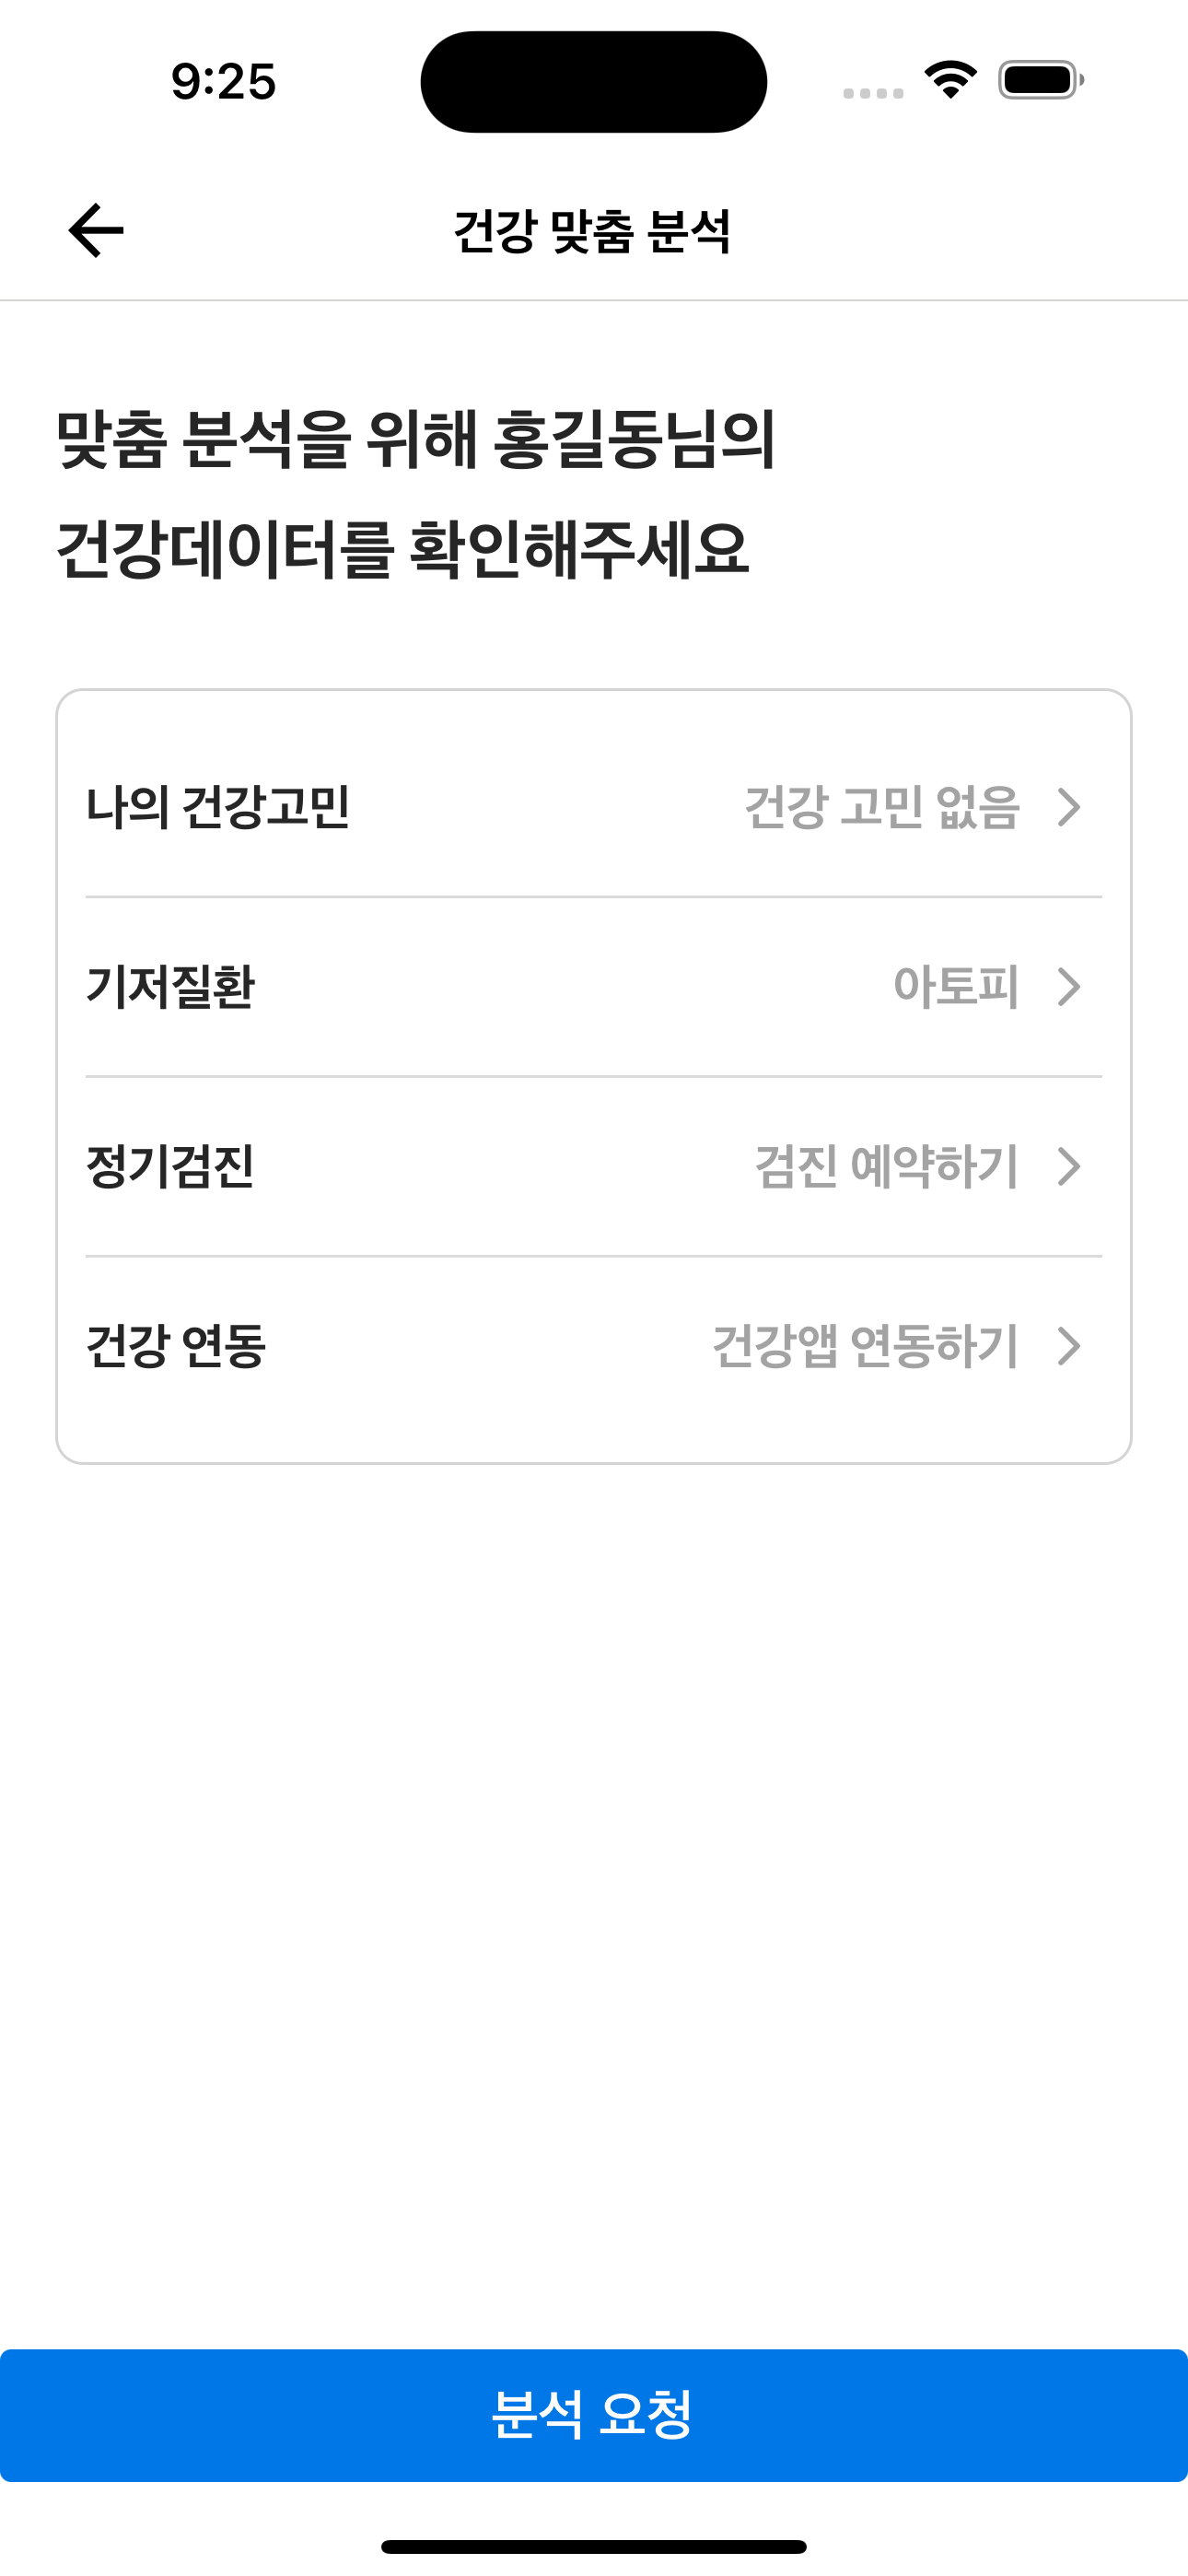 9:25
건강 맞춤 분석
맞춤 분석을 위해 홍길동님의
건강데이터를 확인해주세요
나의 건강고민 건강 고민 없음
기저질환 아토피
정기검진 검진 예약하기
건강 연동 건강앱 연동하기
분석 요청